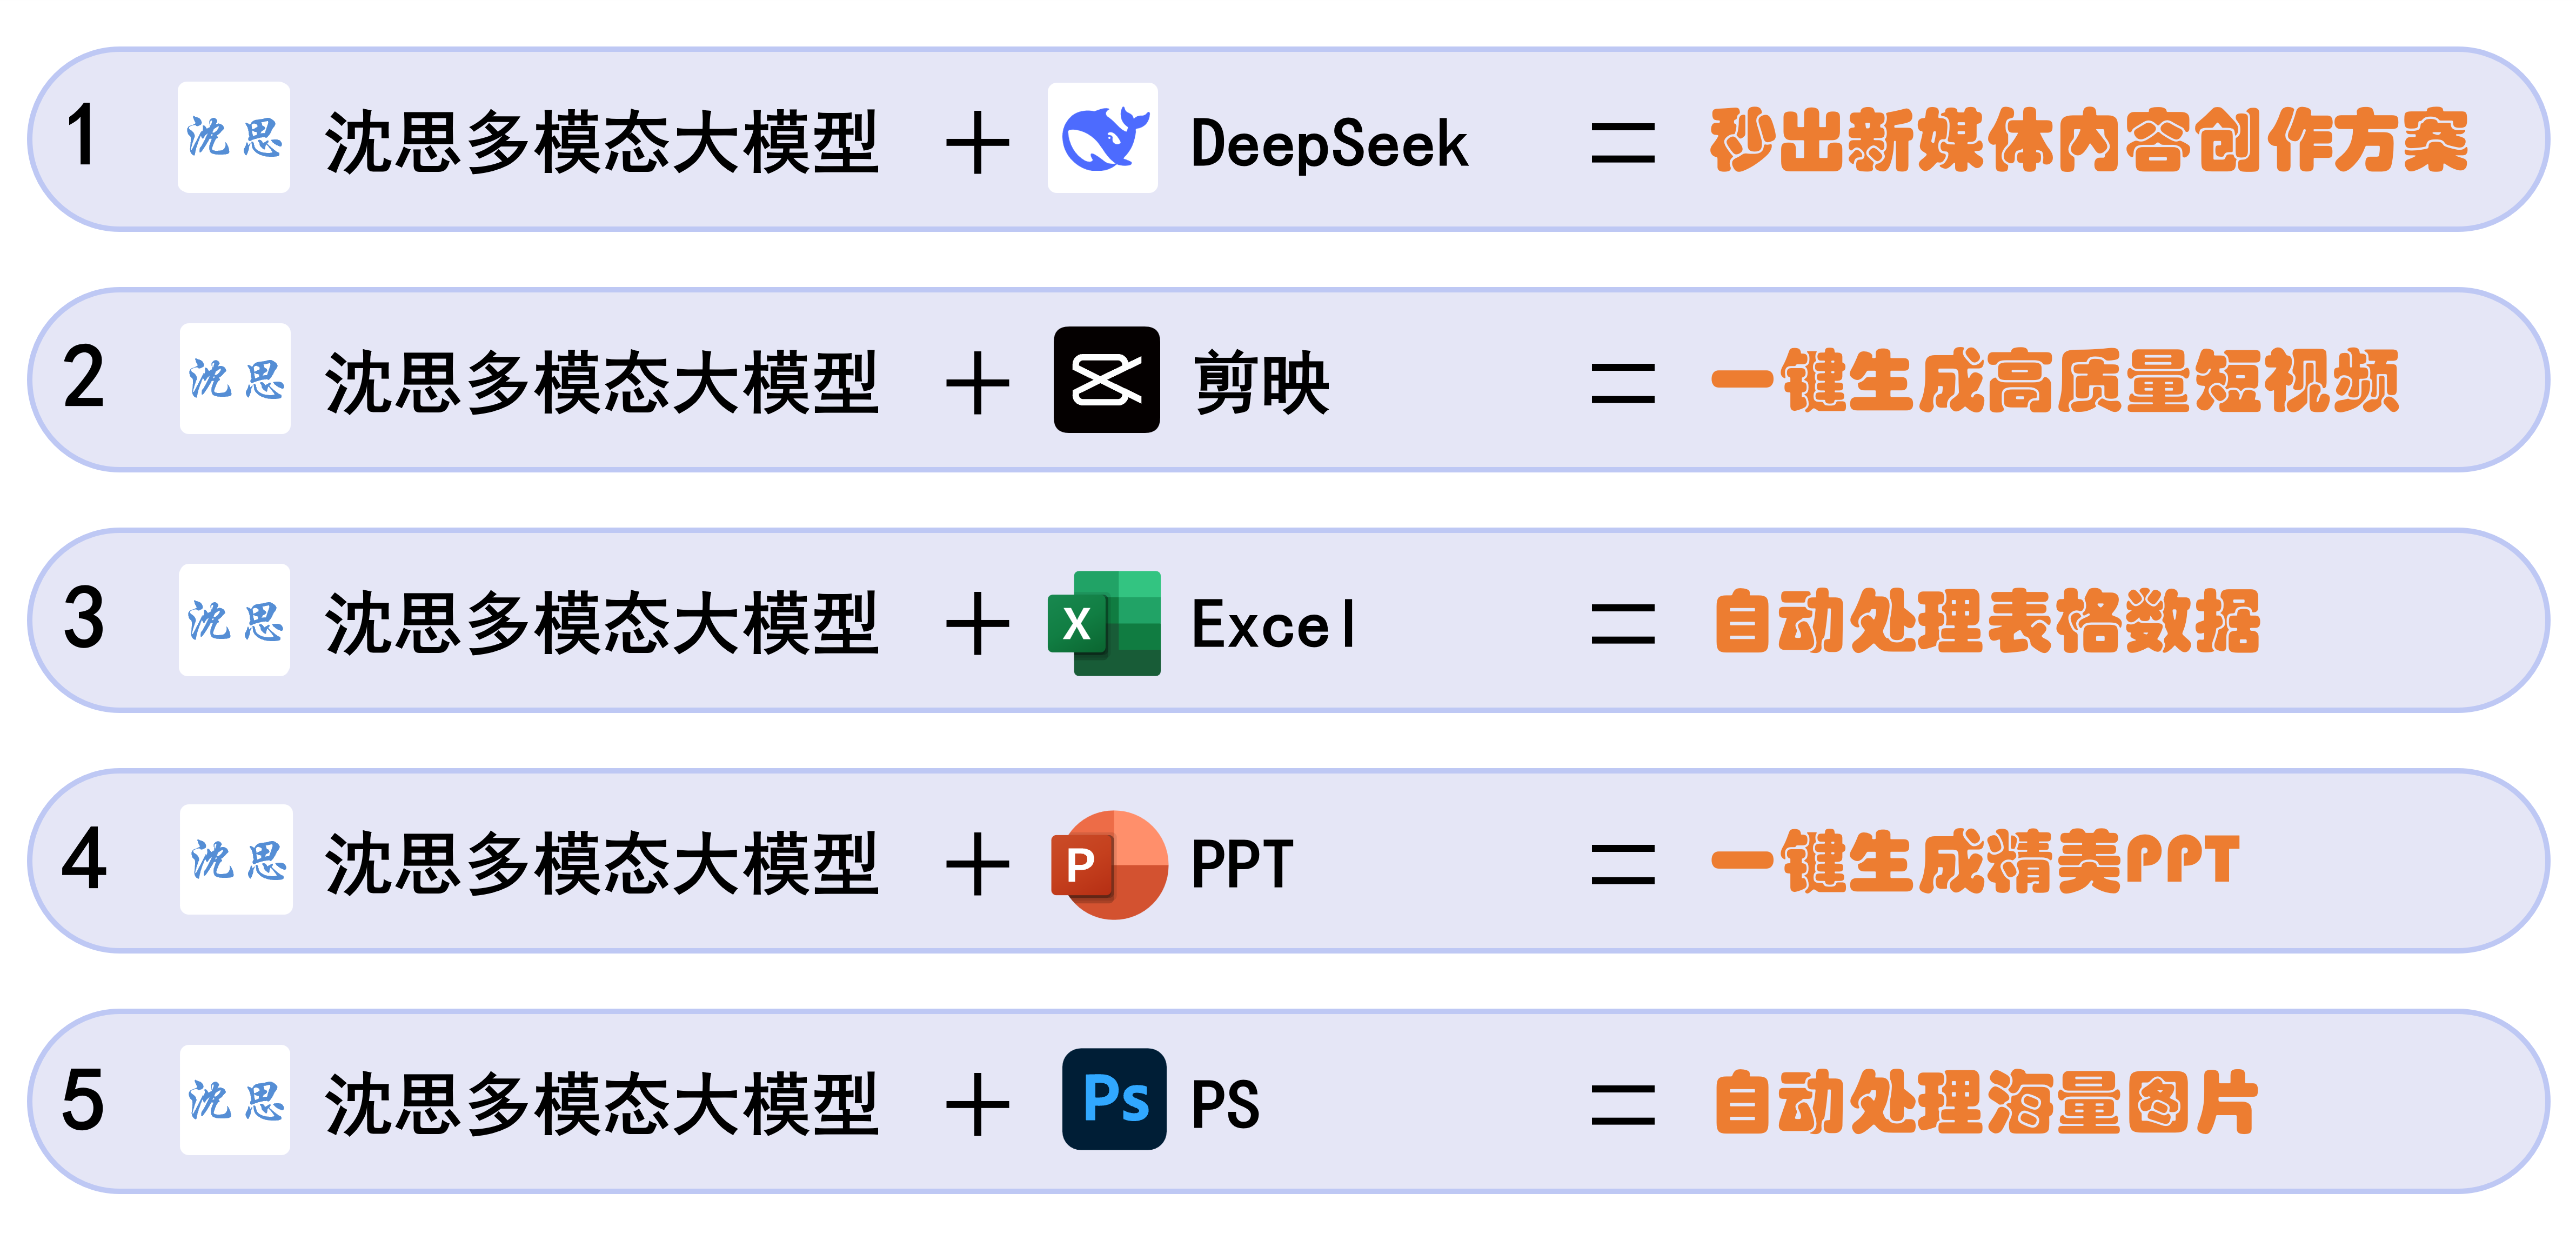 1 沈思 沈思多模态大模型 + DeepSeek = 秒出新媒体内容创作方案
2 沈思 沈思多模态大模型 + 剪映 = 一键生成高质量短视频
3 沈思 沈思多模态大模型 + X Excel = 自动处理表格数据
4 沈思 沈思多模态大模型 + P PPT = 一键生成精美PPT
5 沈思 沈思多模态大模型 + Ps PS = 自动处理海量图片